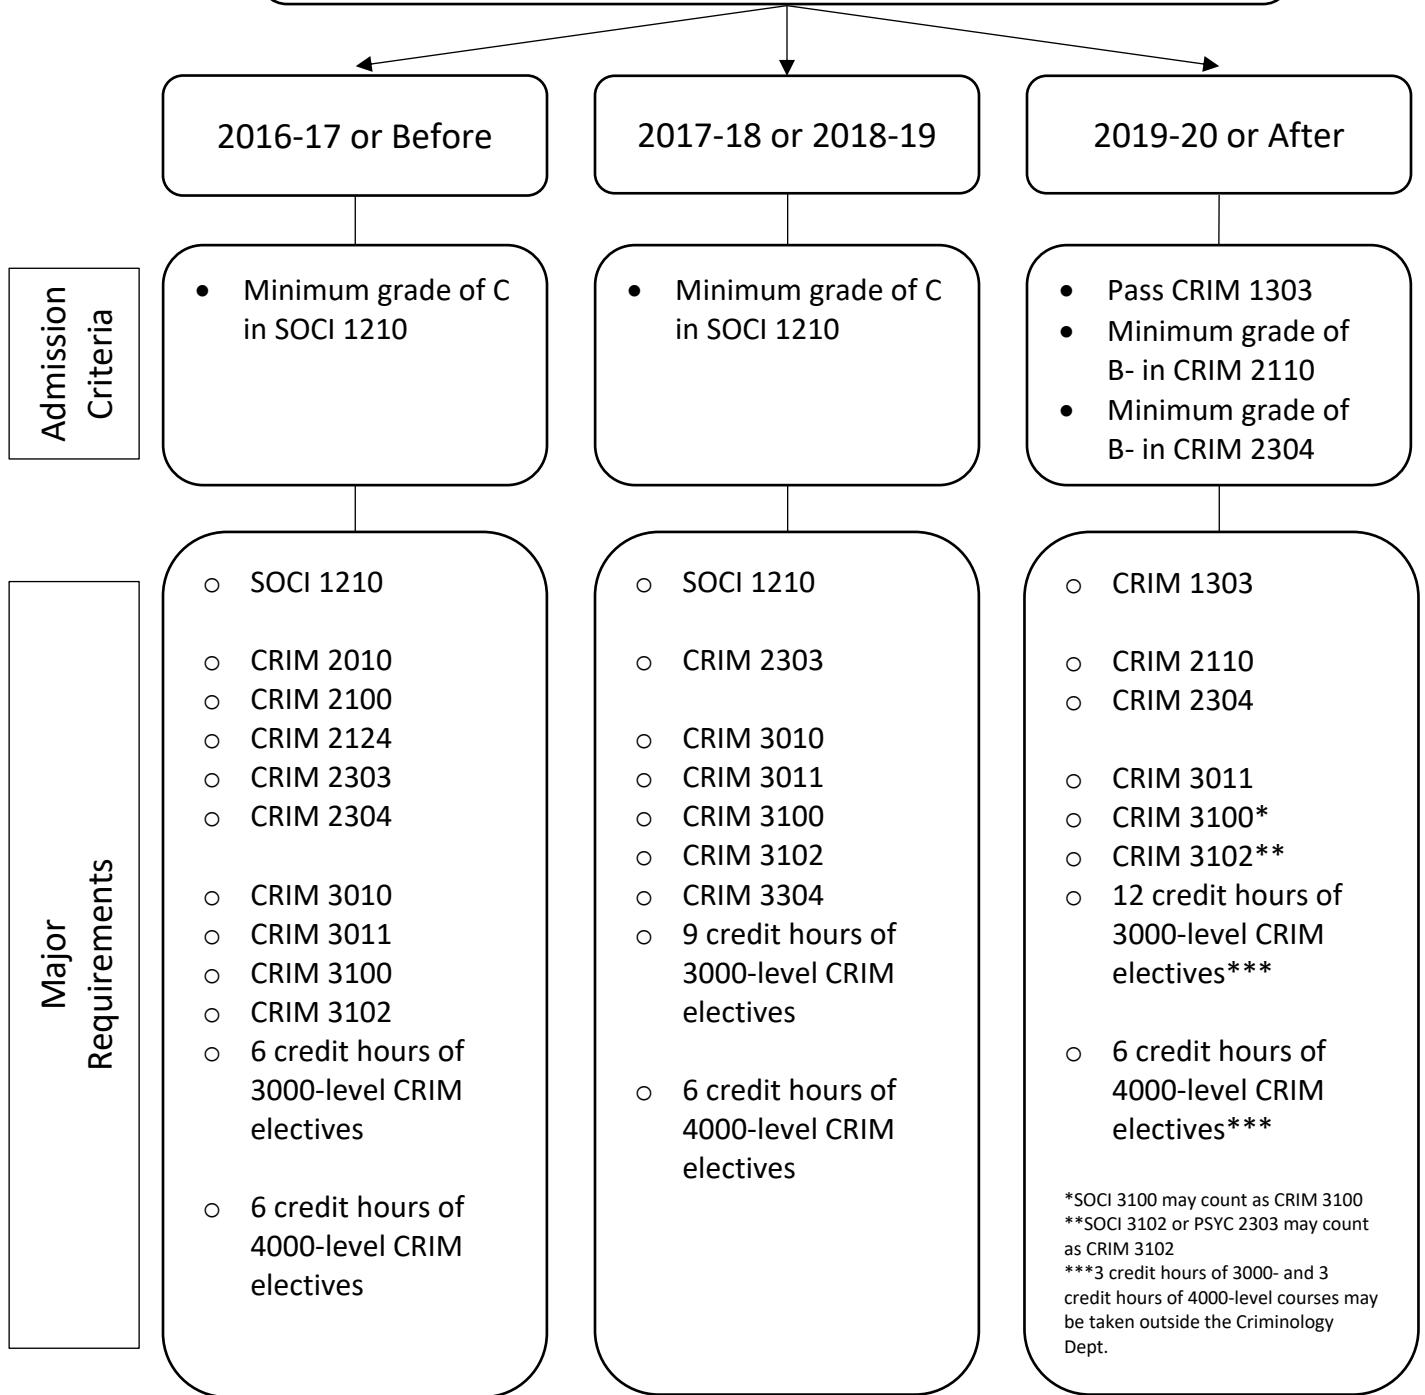 2016-17 or Before
2017-18 or 2018-19
2019-20 or After
Admission
Criteria
• Minimum grade of C
in SOCI 1210
• Minimum grade of C
in SOCI 1210
• Pass CRIM 1303
• Minimum grade of
B- in CRIM 2110
• Minimum grade of
B- in CRIM 2304
Major
Requirements
o SOCI 1210
o CRIM 2010
o CRIM 2100
o CRIM 2124
o CRIM 2303
o CRIM 2304
o CRIM 3010
o CRIM 3011
o CRIM 3100
o CRIM 3102
o 6 credit hours of
3000-level CRIM
electives
o 6 credit hours of
4000-level CRIM
electives
o SOCI 1210
o CRIM 2303
o CRIM 3010
o CRIM 3011
o CRIM 3100
o CRIM 3102
o CRIM 3304
o 9 credit hours of
3000-level CRIM
electives
o 6 credit hours of
4000-level CRIM
electives
o CRIM 1303
o CRIM 2110
o CRIM 2304
o CRIM 3011
o CRIM 3100*
o CRIM 3102**
o 12 credit hours of
3000-level CRIM
electives***
o 6 credit hours of
4000-level CRIM
electives***
*SOCI 3100 may count as CRIM 3100
**SOCI 3102 or PSYC 2303 may count
as CRIM 3102
***3 credit hours of 3000- and 3
credit hours of 4000-level courses may
be taken outside the Criminology
Dept.